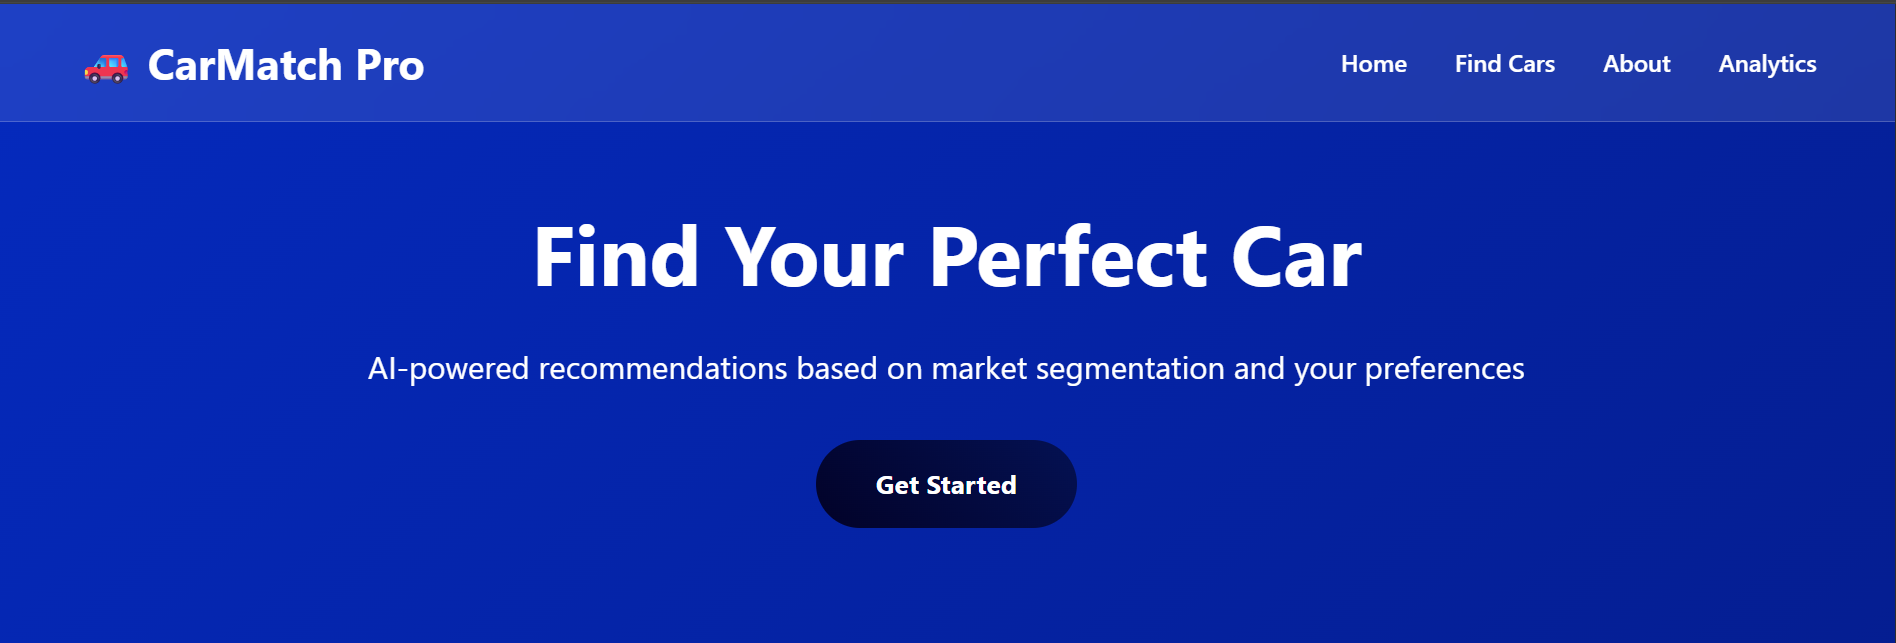 CarMatch Pro
Home Find Cars About Analytics
Find Your Perfect Car
AI-powered recommendations based on market segmentation and your preferences
Get Started